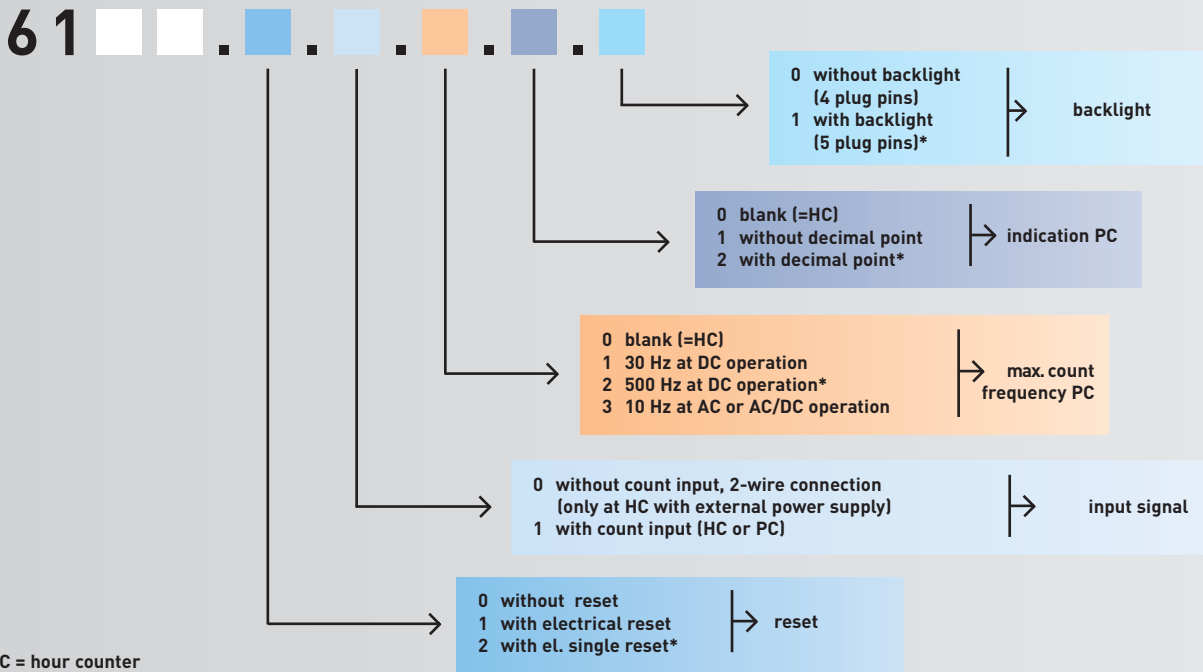 61 . . . . .
0 without backlight
(4 plug pins)
1 with backlight
(5 plug pins)*
backlight
0 blank (=HC)
1 without decimal point
2 with decimal point*
indication PC
0 blank (=HC)
1 30 Hz at DC operation
2 500 Hz at DC operation*
3 10 Hz at AC or AC/DC operation
max. count
frequency PC
0 without count input, 2-wire connection
(only at HC with external power supply)
1 with count input (HC or PC)
input signal
0 without reset
1 with electrical reset
2 with el. single reset*
reset
C = hour counter